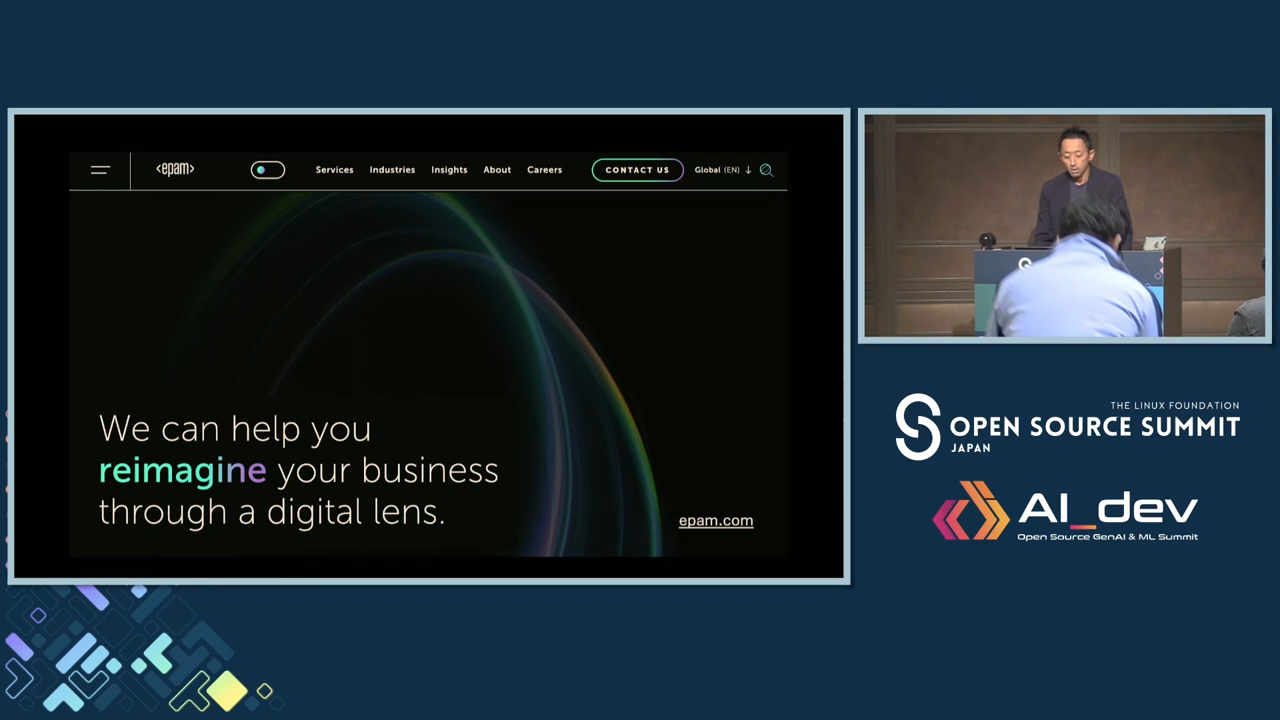 <epam>
Services
Industries
Insights
About
Careers
CONTACT US
Global (EN)
We can help you
reimagine your business
through a digital lens.
epam.com
THE LINUX FOUNDATION
OPEN SOURCE SUMMIT
JAPAN
AI_dev
Open Source GenAI & ML Summit